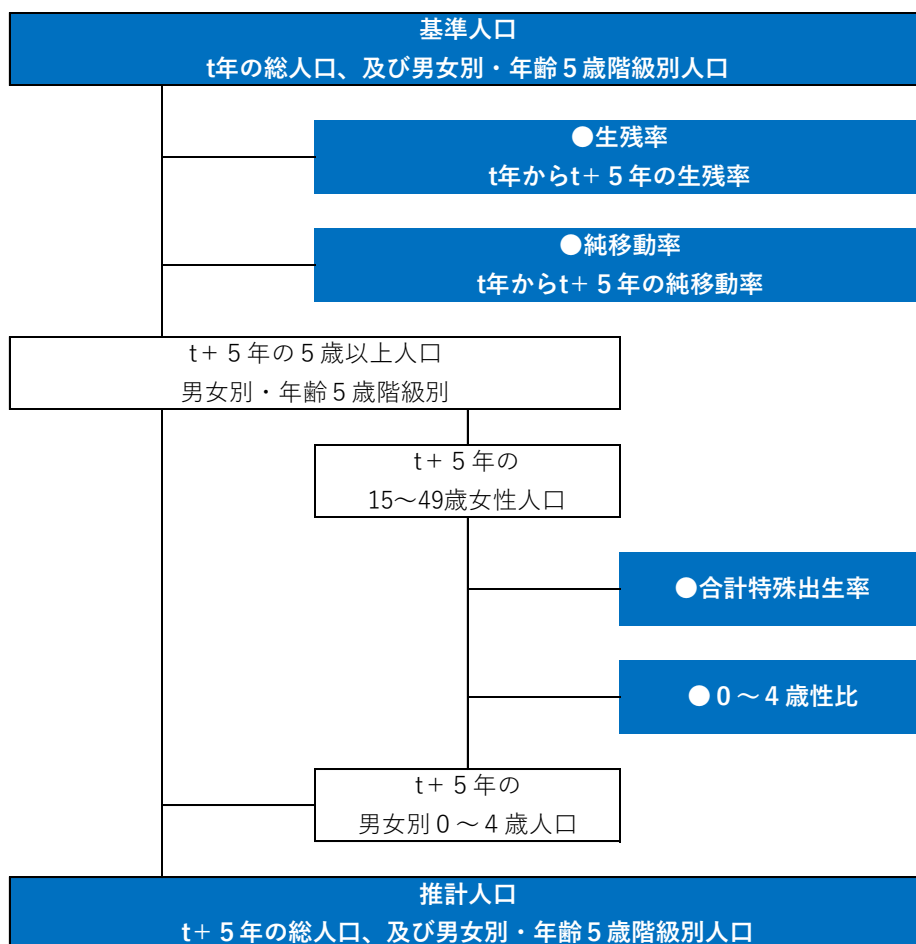 基準人口
t年の総人口、及び男女別・年齢５歳階級別人口
●生残率
t年からt＋５年の生残率
●純移動率
t年からt＋５年の純移動率
t＋５年の５歳以上人口
男女別・年齢５歳階級別
t＋５年の
15～49歳女性人口
●合計特殊出生率
●０～４歳性比
t＋５年の
男女別０～４歳人口
推計人口
t＋５年の総人口、及び男女別・年齢５歳階級別人口